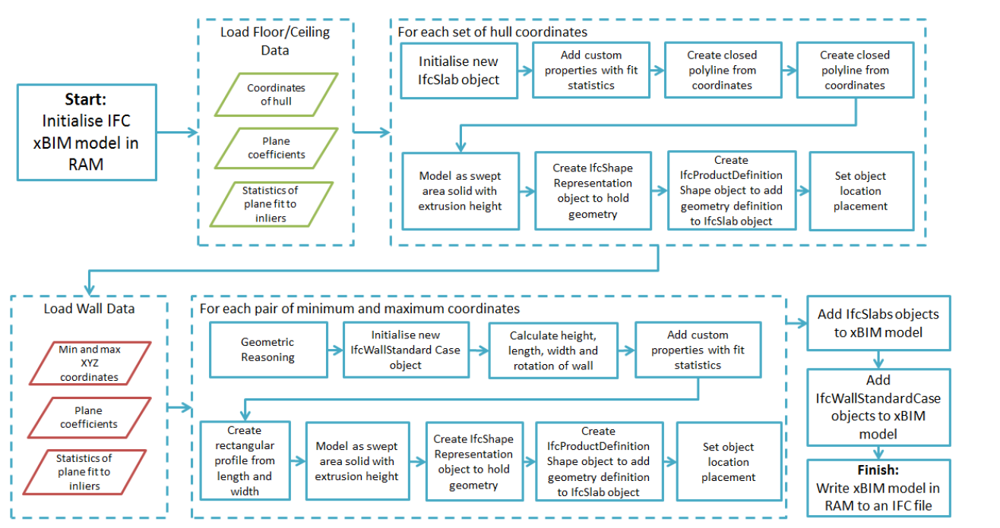 Start:
Initialise IFC
xBIM model in
RAM
Load Floor/Ceiling
Data
Coordinates
of hull
Plane
coefficients
Statistics of
plane fit to
inliers
For each set of hull coordinates
Initialise new
IfcSlab object
Add custom
properties with fit
statistics
Create closed
polyline from
coordinates
Create closed
polyline from
coordinates
Model as swept
area solid with
extrusion height
Create IfcShape
Representation
object to hold
geometry
Create
IfcProductDefinition
Shape object to add
geometry definition
to IfcSlab object
Set object
location
placement
Load Wall Data
Min and max
XYZ
coordinates
Plane
coefficients
Statistics of
plane fit to
inliers
For each pair of minimum and maximum coordinates
Geometric
Reasoning
Initialise new
IfcWallStandard Case
object
Calculate height,
length, width and
rotation of wall
Add custom
properties with fit
statistics
Create
rectangular
profile from
length and
width
Model as swept
area solid with
extrusion height
Create IfcShape
Representation
object to hold
geometry
Create
IfcProductDefinition
Shape object to add
geometry definition
to IfcSlab object
Set object
location
placement
Add IfcSlabs objects
to xBIM model
Add
IfcWallStandardCase
objects to xBIM
model
Finish:
Write xBIM model in
RAM to an IFC file